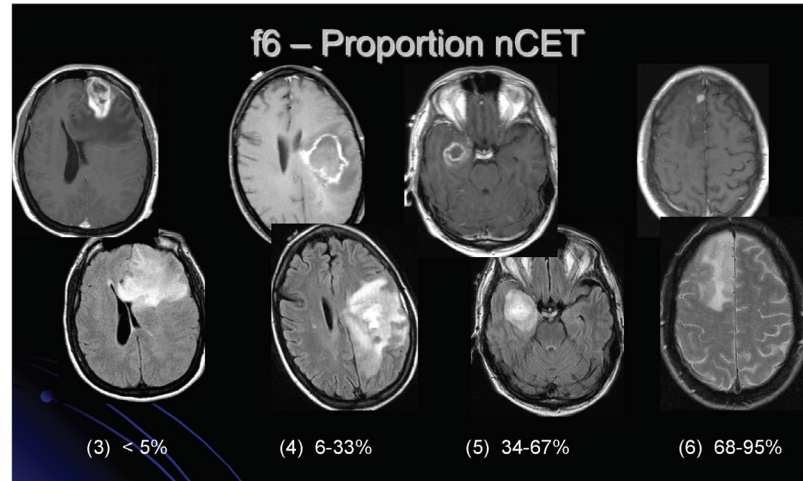 f6 – Proportion nCET
(3) < 5%
(4) 6-33%
(5) 34-67%
(6) 68-95%